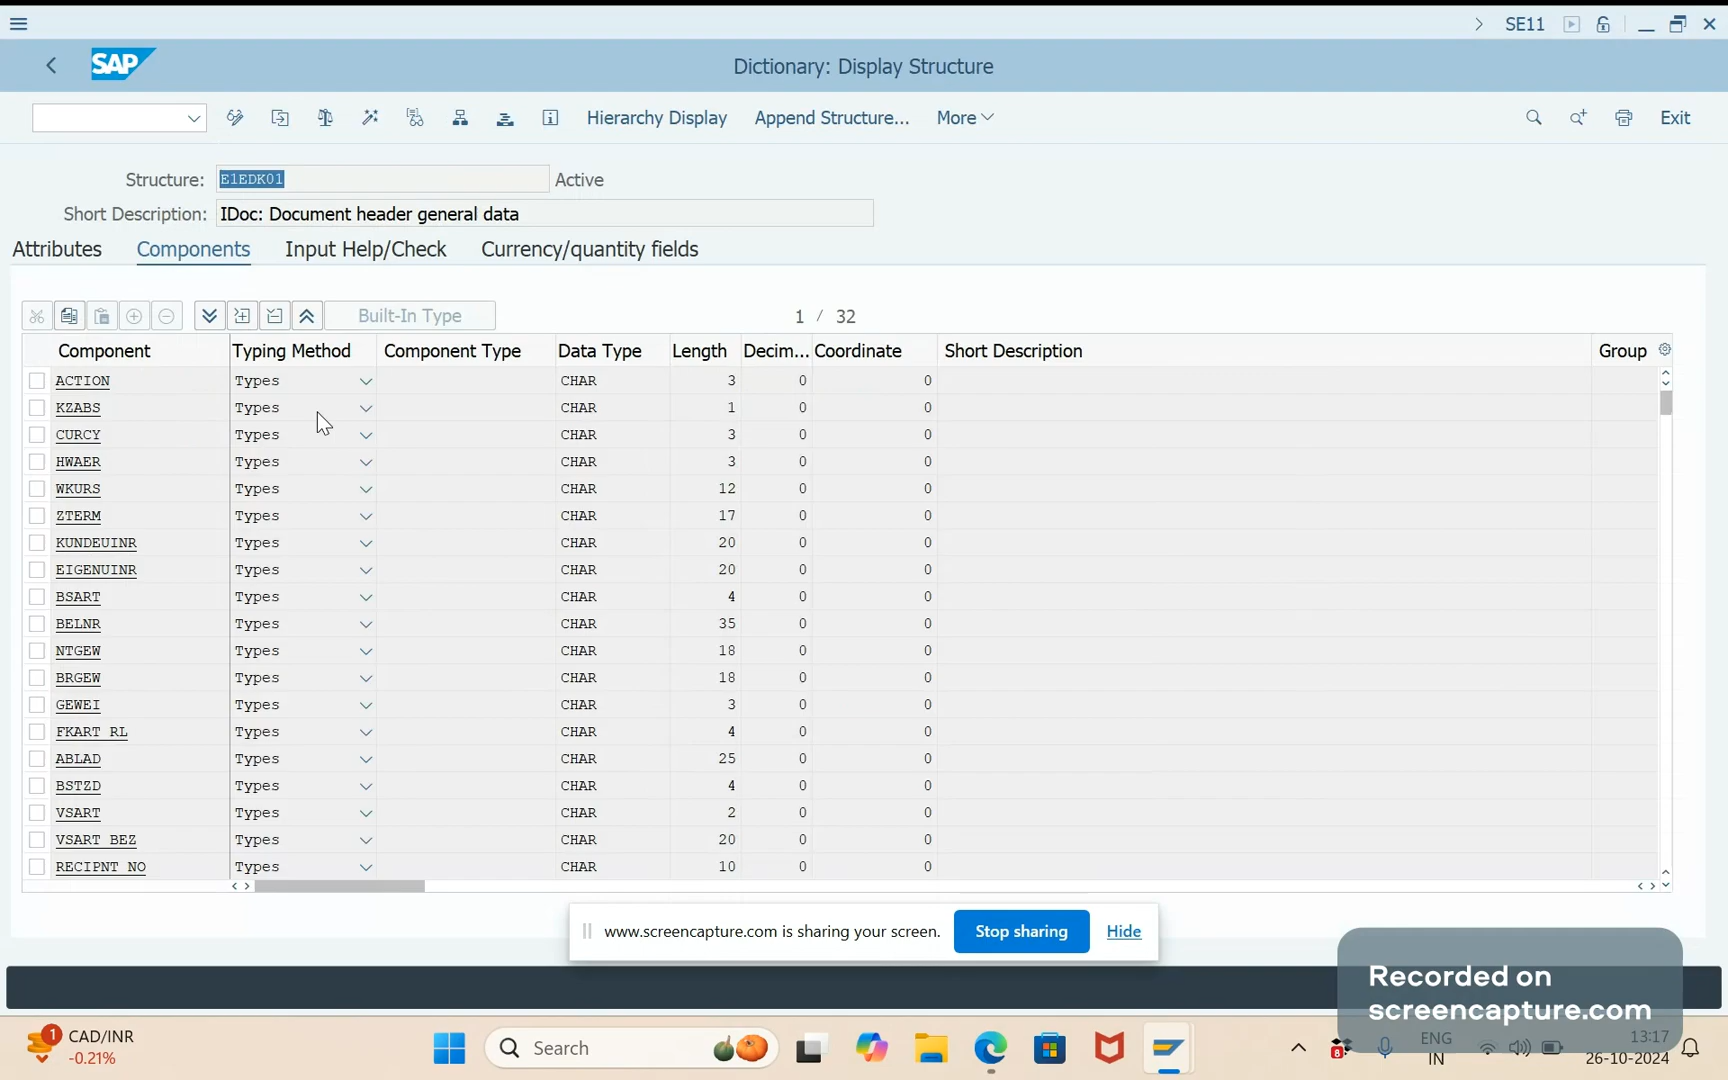 SE11
SAP
Dictionary: Display Structure
Hierarchy Display Append Structure... More Exit
Structure: E1EDK01 Active
Short Description: IDoc: Document header general data
Attributes Components Input Help/Check Currency/quantity fields
Built-In Type 1 / 32
Component Typing Method Component Type Data Type Length Decim... Coordinate Short Description Group
ACTION Types CHAR 3 0 0
KZABS Types CHAR 1 0 0
CURCY Types CHAR 3 0 0
HWAER Types CHAR 3 0 0
WKURS Types CHAR 12 0 0
ZTERM Types CHAR 17 0 0
KUNDEUINR Types CHAR 20 0 0
EIGENUINR Types CHAR 20 0 0
BSART Types CHAR 4 0 0
BELNR Types CHAR 35 0 0
NTGEW Types CHAR 18 0 0
BRGEW Types CHAR 18 0 0
GEWEI Types CHAR 3 0 0
FKART_RL Types CHAR 4 0 0
ABLAD Types CHAR 25 0 0
BSTZD Types CHAR 4 0 0
VSART Types CHAR 2 0 0
VSART_BEZ Types CHAR 20 0 0
RECIPNT_NO Types CHAR 10 0 0
www.screencapture.com is sharing your screen. Stop sharing Hide
Recorded on
screencapture.com
1 CAD/INR
-0.21%
Search
8
ENG
IN
13:17
26-10-2024